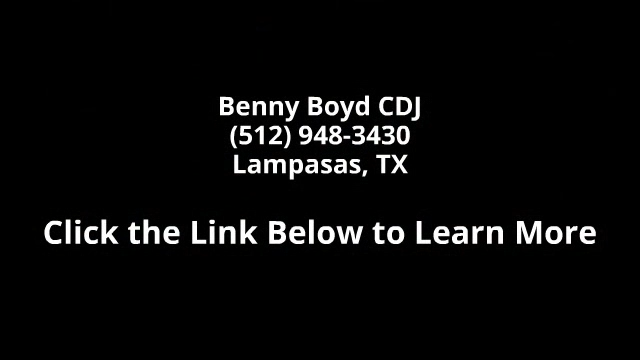 Benny Boyd CDJ
(512) 948-3430
Lampasas, TX
Click the Link Below to Learn More